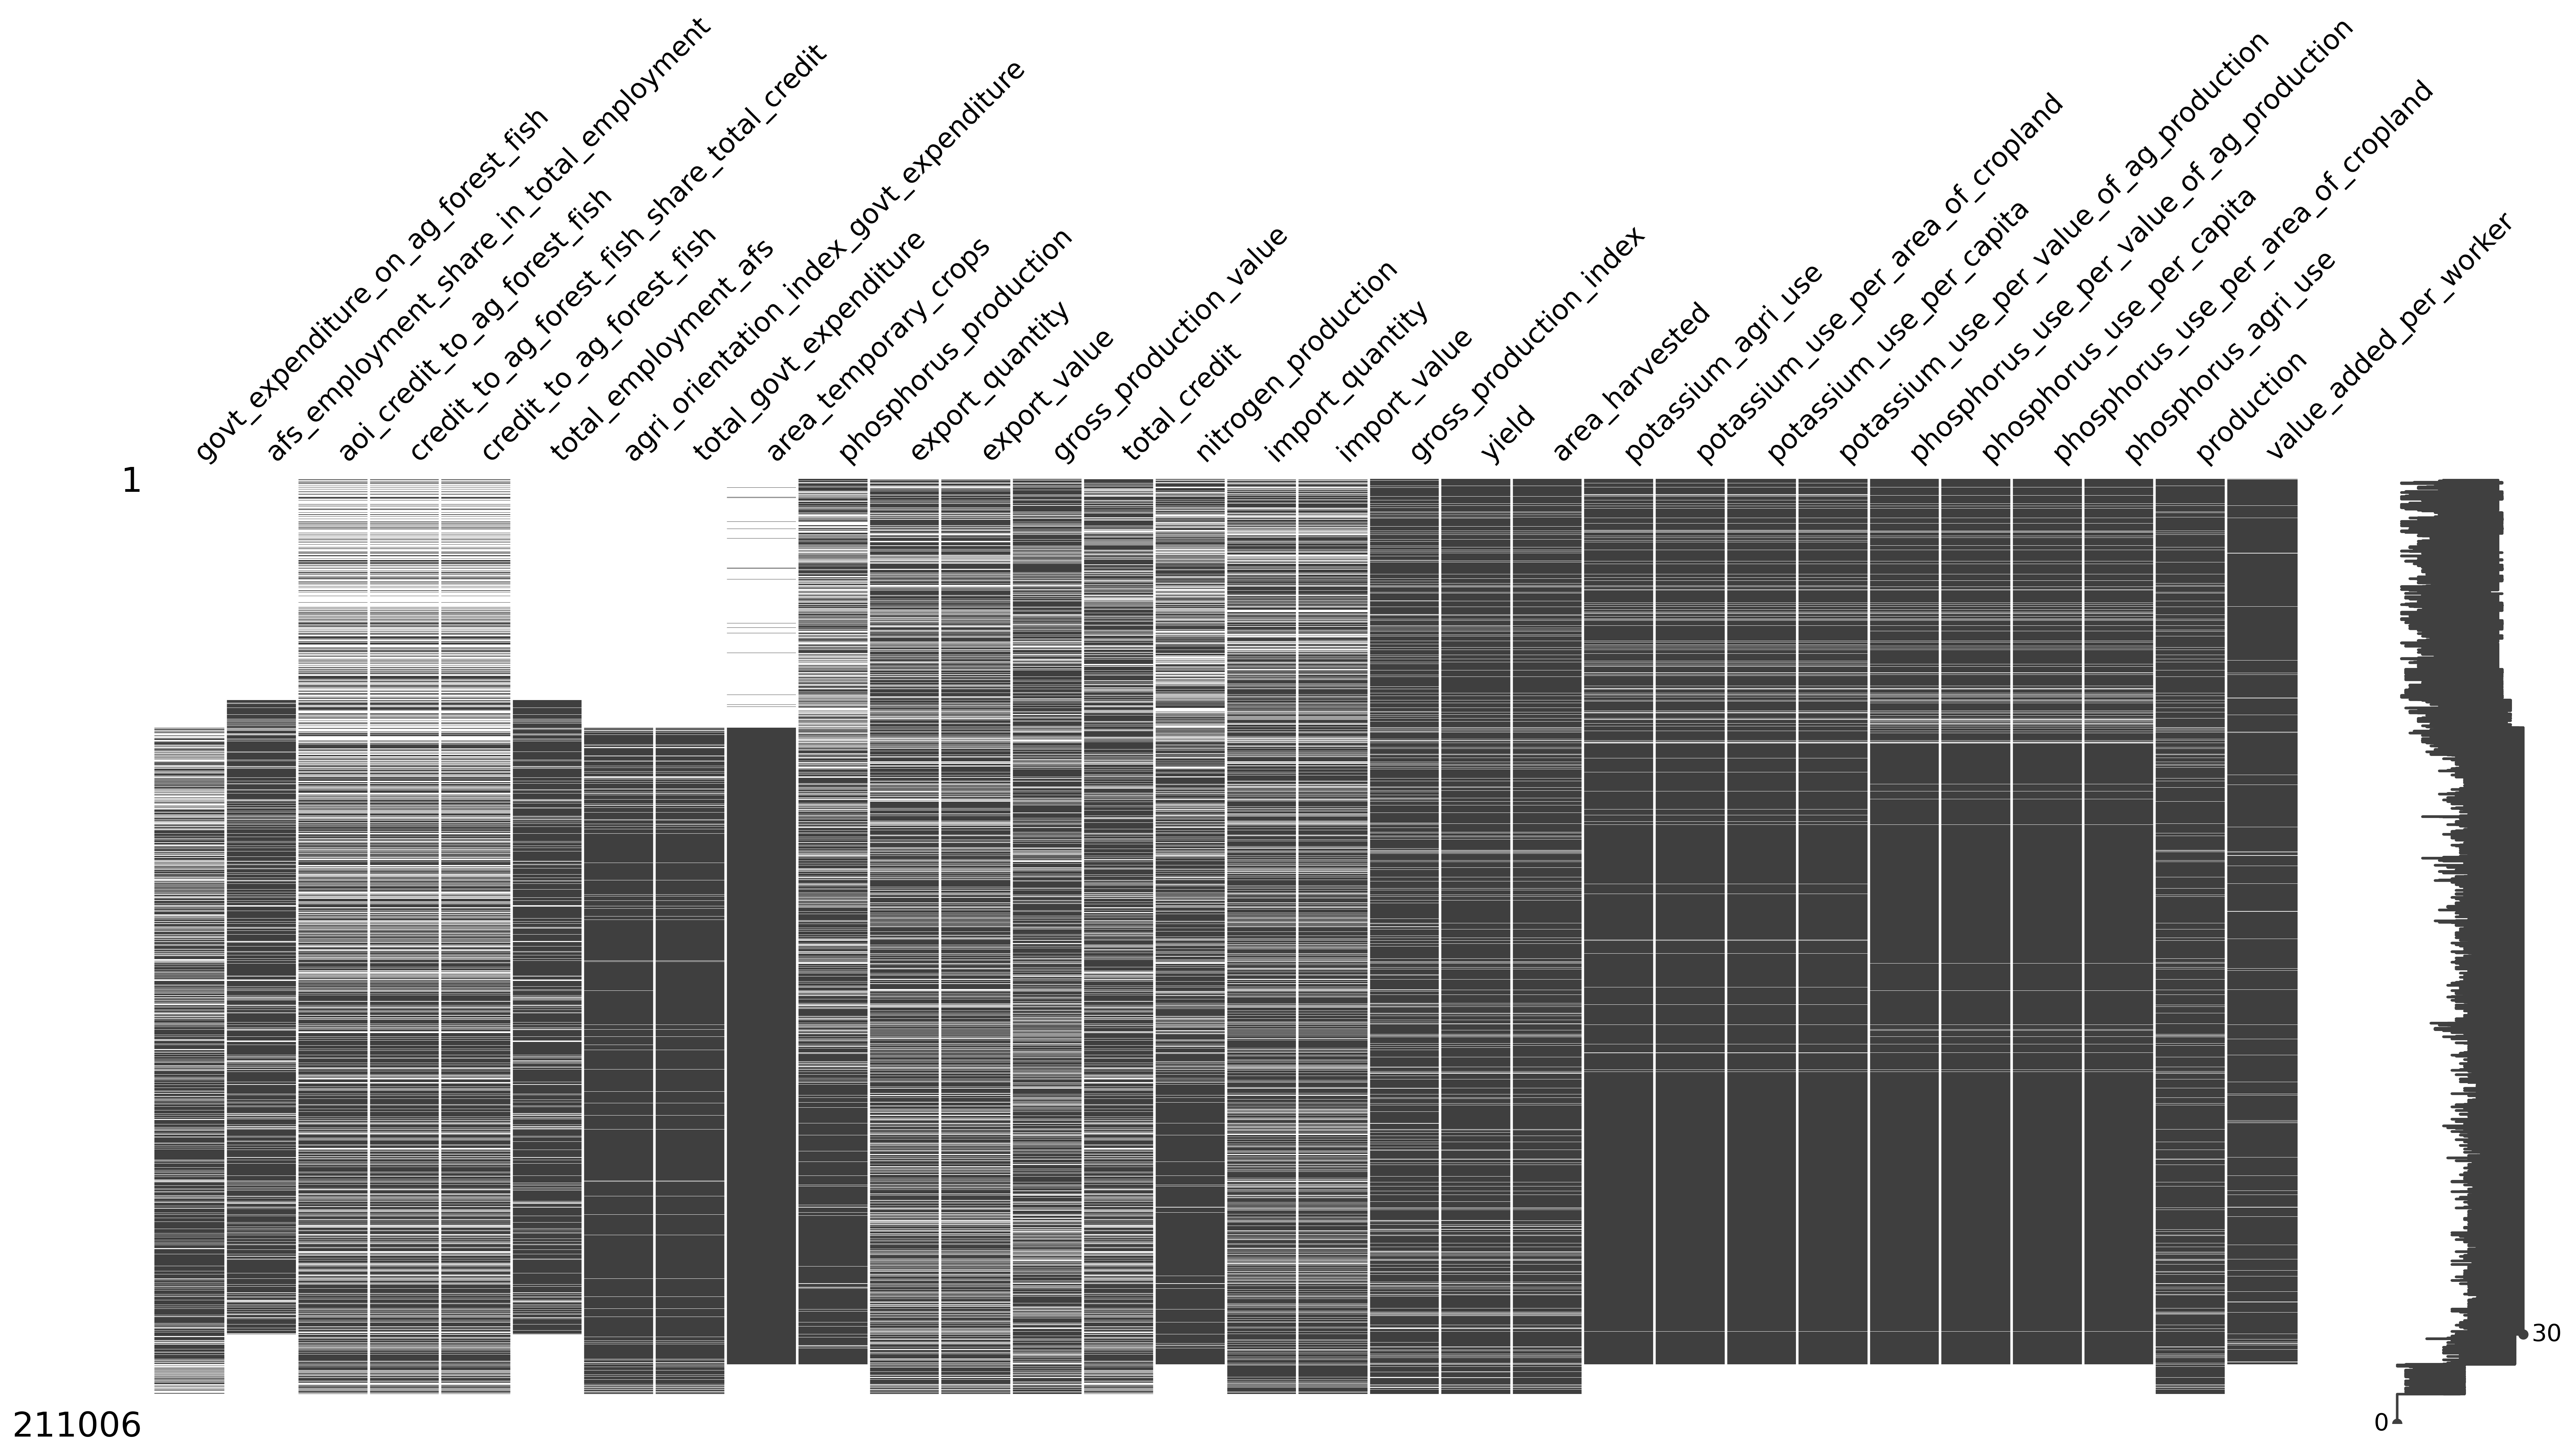 govt_expenditure_on_ag_forest_fish
afs_employment_share_in_total_employment
aoi_credit_to_ag_forest_fish
credit_to_ag_forest_fish_share_total_credit
credit_to_ag_forest_fish
total_employment_afs
agri_orientation_index_govt_expenditure
total_govt_expenditure
area_temporary_crops
phosphorus_production
export_quantity
export_value
gross_production_value
total_credit
nitrogen_production
import_quantity
import_value
gross_production_index
yield
area_harvested
potassium_agri_use
potassium_use_per_area_of_cropland
potassium_use_per_capita
potassium_use_per_value_of_ag_production
phosphorus_use_per_value_of_ag_production
phosphorus_use_per_capita
phosphorus_use_per_area_of_cropland
phosphorus_agri_use
production
value_added_per_worker
1
30
0
211006